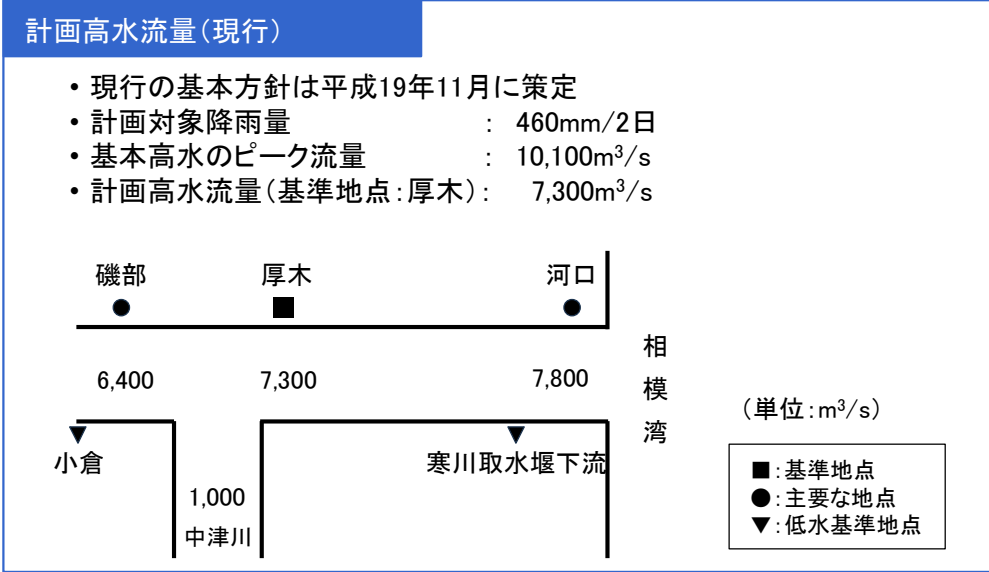 計画高水流量(現行)
• 現行の基本方針は平成19年11月に策定
• 計画対象降雨量 : 460mm/2日
• 基本高水のピーク流量 : 10,100m³/s
• 計画高水流量(基準地点:厚木): 7,300m³/s
磯部 厚木 河口
● ■ ●
6,400 7,300 7,800
相模湾
(単位:m³/s)
▼ ▼
小倉 寒川取水堰下流
1,000
中津川
■:基準地点
●:主要な地点
▼:低水基準地点